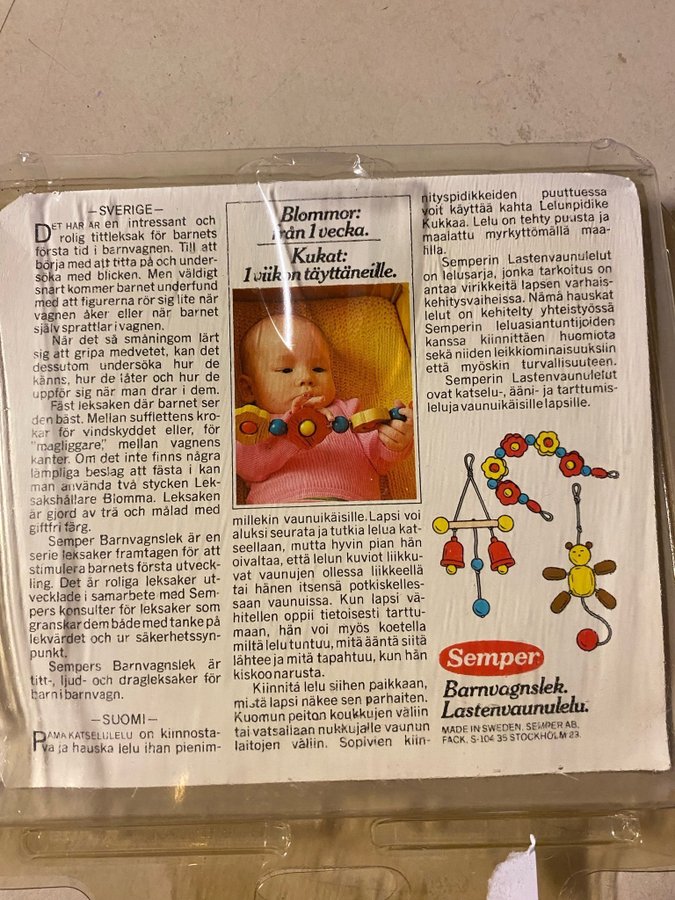 —SVERIGE—
DET HÄR ÄR en intressant och
rolig tittleksak för barnets
första tid i barnvagnen. Till att
börja med att titta på och under-
söka med blicken. Men väldigt
snart kommer barnet underfund
med att figurerna rör sig lite när
vagnen åker eller när barnet
själv sprattlar i vagnen.
När det så småningom lärt
sig att gripa medvetet, kan det
dessutom undersöka hur de
känns, hur de låter och hur de
uppför sig när man drar i dem.
Fäst leksaken där barnet ser
den bäst. Mellan sufflettens kro-
kar för vindskyddet eller, för
"magliggare," mellan vagnens
kanter. Om det inte finns några
lämpliga beslag att fästa i kan
man använda två stycken Lek-
sakshållare Blomma. Leksaken
är gjord av trä och målad med
giftfri färg.
Semper Barnvagnslek är en
serie leksaker framtagen för att
stimulera barnets första utveck-
ling. Det är roliga leksaker ut-
vecklade i samarbete med Sem-
pers konsulter för leksaker som
granskar dem både med tanke på
lekvärdet och ur säkerhetssyn-
punkt.
Sempers Barnvagnslek är
titt-, ljud- och dragleksaker för
barn i barnvagn.
—SUOMI—
TÄMÄ KATSELULELU on kiinnosta-
va ja hauska lelu ihan pienim-
Blommor:
från 1 vecka.
Kukat:
1 viikon täyttäneille.
millekin vaunuikäisille. Lapsi voi
aluksi seurata ja tutkia lelua kat-
seellaan, mutta hyvin pian hän
oivaltaa, että lelun kuviot liikku-
vat vaunujen ollessa liikkeellä
tai hänen itsensä potkiskelles-
saan vaunuissa. Kun lapsi vä-
hitellen oppii tietoisesti tarttu-
maan, hän voi myös koetella
miltä lelu tuntuu, mitä ääntä siitä
lähtee ja mitä tapahtuu, kun hän
kiskoo narusta.
Kiinnitä lelu siihen paikkaan,
mistä lapsi näkee sen parhaiten.
Kuomun peiton koukkujen väliin
tai vatsallaan nukkujalle vaunun
laitojen väliin. Sopivien kiin-
nityspidikkeiden puuttuessa
voit käyttää kahta Lelunpidike
Kukkaa. Lelu on tehty puusta ja
maalattu myrkyttömällä maa-
lilla.
Semperin Lastenvaunulelut
on lelusarja, jonka tarkoitus on
antaa virikkeitä lapsen varhais-
kehitysvaiheissa. Nämä hauskat
lelut on kehitelty yhteistyössä
Semperin leluasiantuntijoiden
kanssa kiinnittäen huomiota
sekä niiden leikkiominaisuuksiin
että myöskin turvallisuuteen.
Semperin Lastenvaunulelut
ovat katselu-, ääni- ja tarttumis-
leluja vaunuikäisille lapsille.
Semper
Barnvagnslek.
Lastenvaunulelu.
MADE IN SWEDEN, SEMPER AB,
FACK, S-104 35 STOCKHOLM 23.